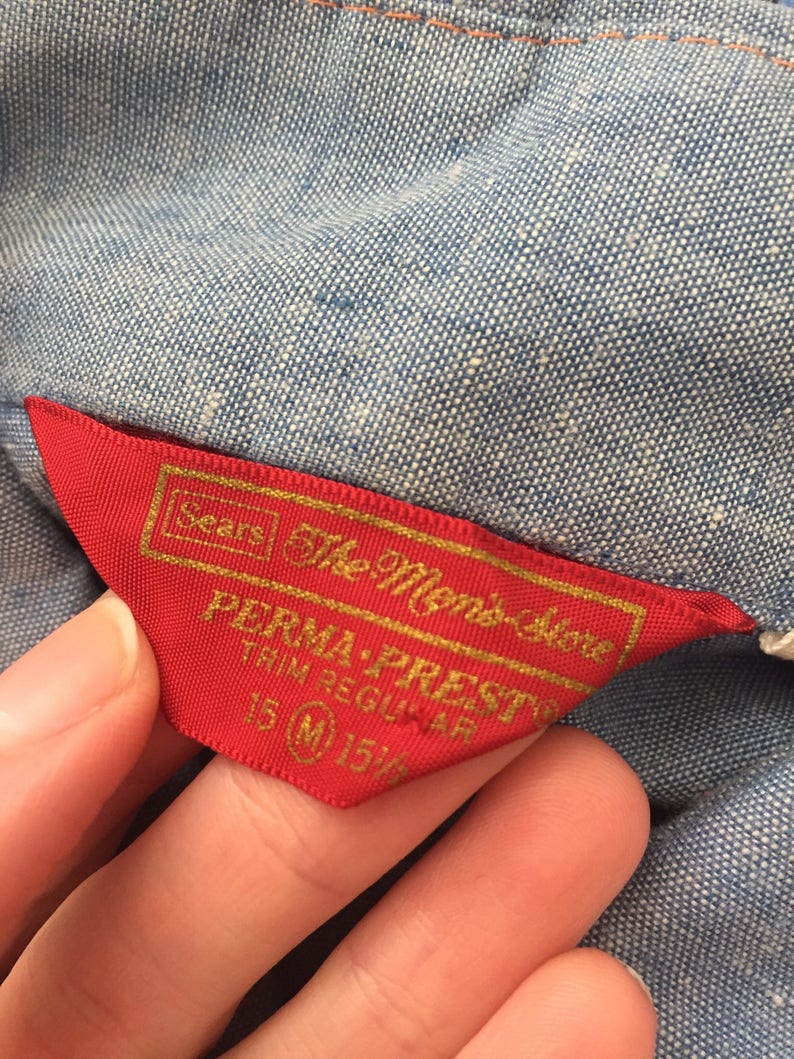 Sears The Men's Store
PERMA·PREST
TRIM REGULAR
15 M 15½